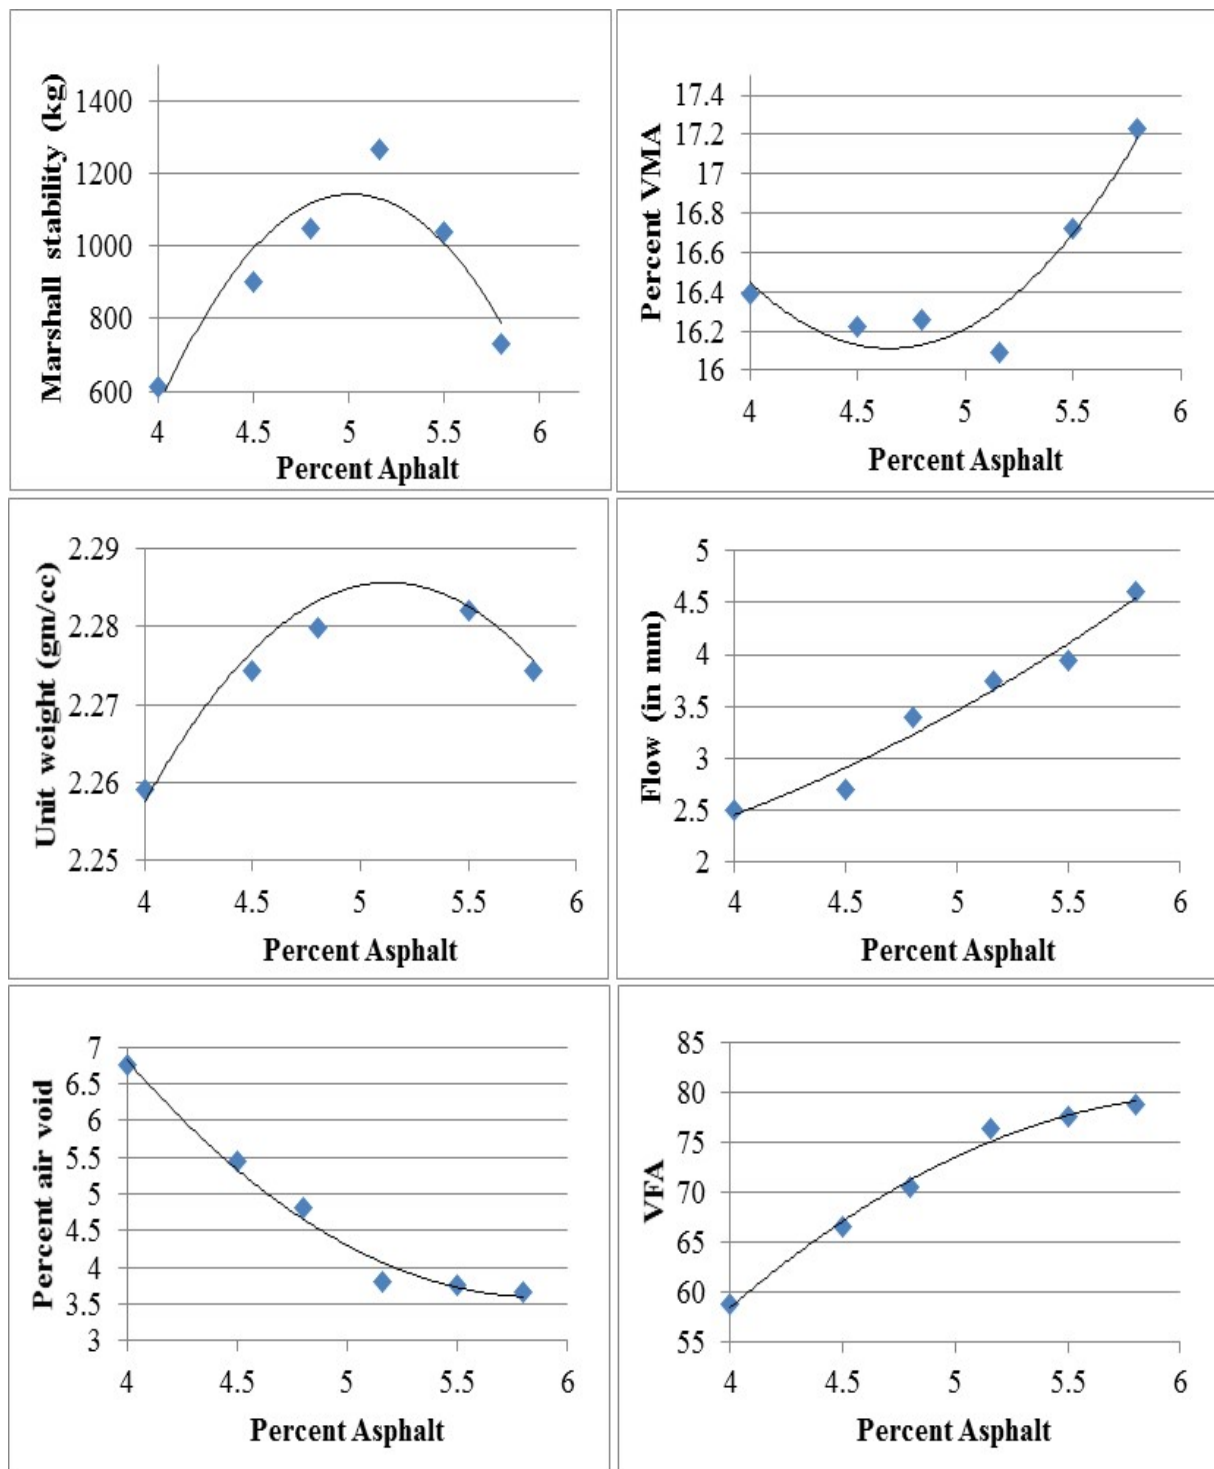 Marshall stability (kg)
1400
1200
1000
800
600
4 4.5 5 5.5 6
Percent Aphalt
Percent VMA
17.4
17.2
17
16.8
16.6
16.4
16.2
16
4 4.5 5 5.5 6
Percent Asphalt
Unit weight (gm/cc)
2.29
2.28
2.27
2.26
2.25
4 4.5 5 5.5 6
Percent Asphalt
Flow (in mm)
5
4.5
4
3.5
3
2.5
2
4 4.5 5 5.5 6
Percent Asphalt
Percent air void
7
6.5
6
5.5
5
4.5
4
3.5
3
4 4.5 5 5.5 6
Percent Asphalt
VFA
85
80
75
70
65
60
55
4 4.5 5 5.5 6
Percent Asphalt